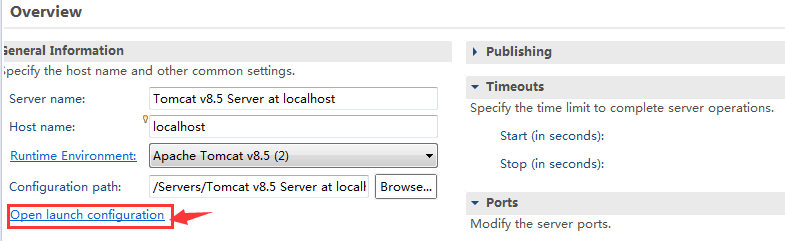 Overview
General Information
Specify the host name and other common settings.
Server name: Tomcat v8.5 Server at localhost
Host name: localhost
Runtime Environment: Apache Tomcat v8.5 (2)
Configuration path: /Servers/Tomcat v8.5 Server at localh Browse...
Open launch configuration
Publishing
Timeouts
Specify the time limit to complete server operations.
Start (in seconds):
Stop (in seconds):
Ports
Modify the server ports.